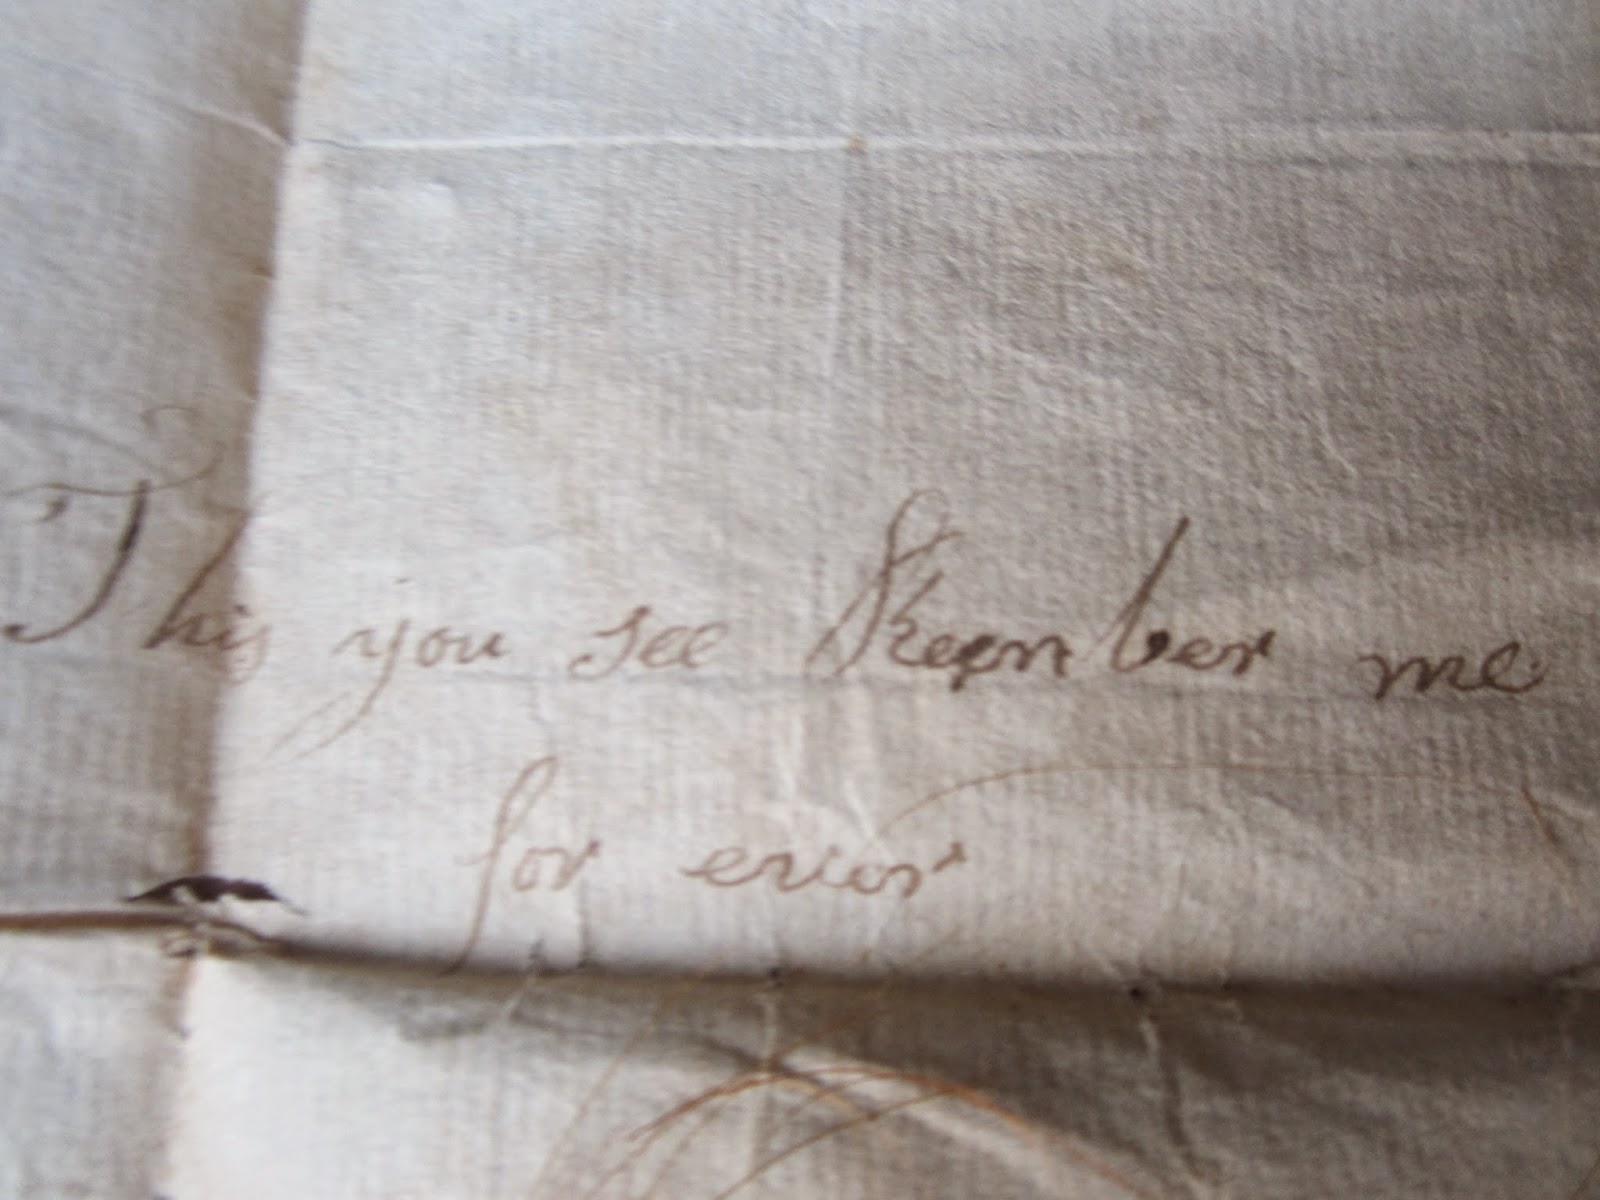 This you see Remember me
for ever